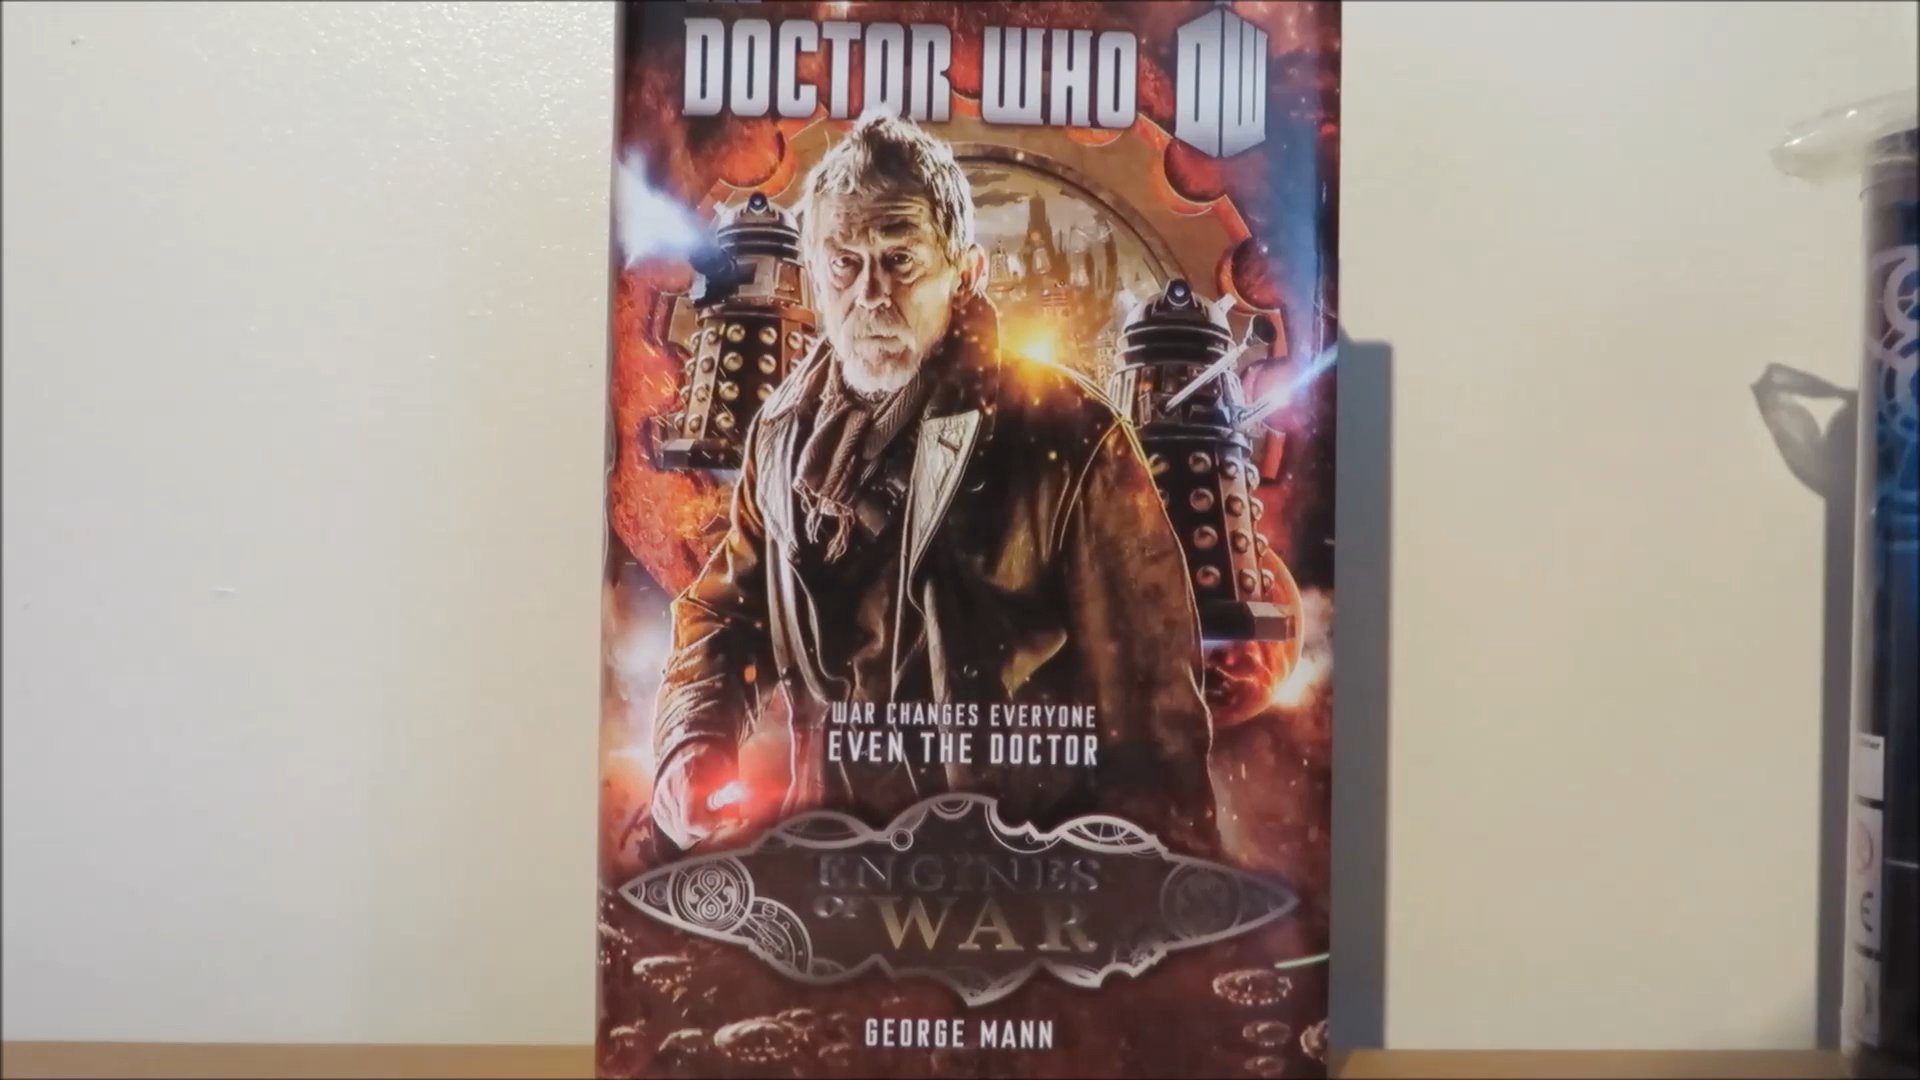 DOCTOR WHO DW
WAR CHANGES EVERYONE
EVEN THE DOCTOR
ENGINES
OF WAR
GEORGE MANN